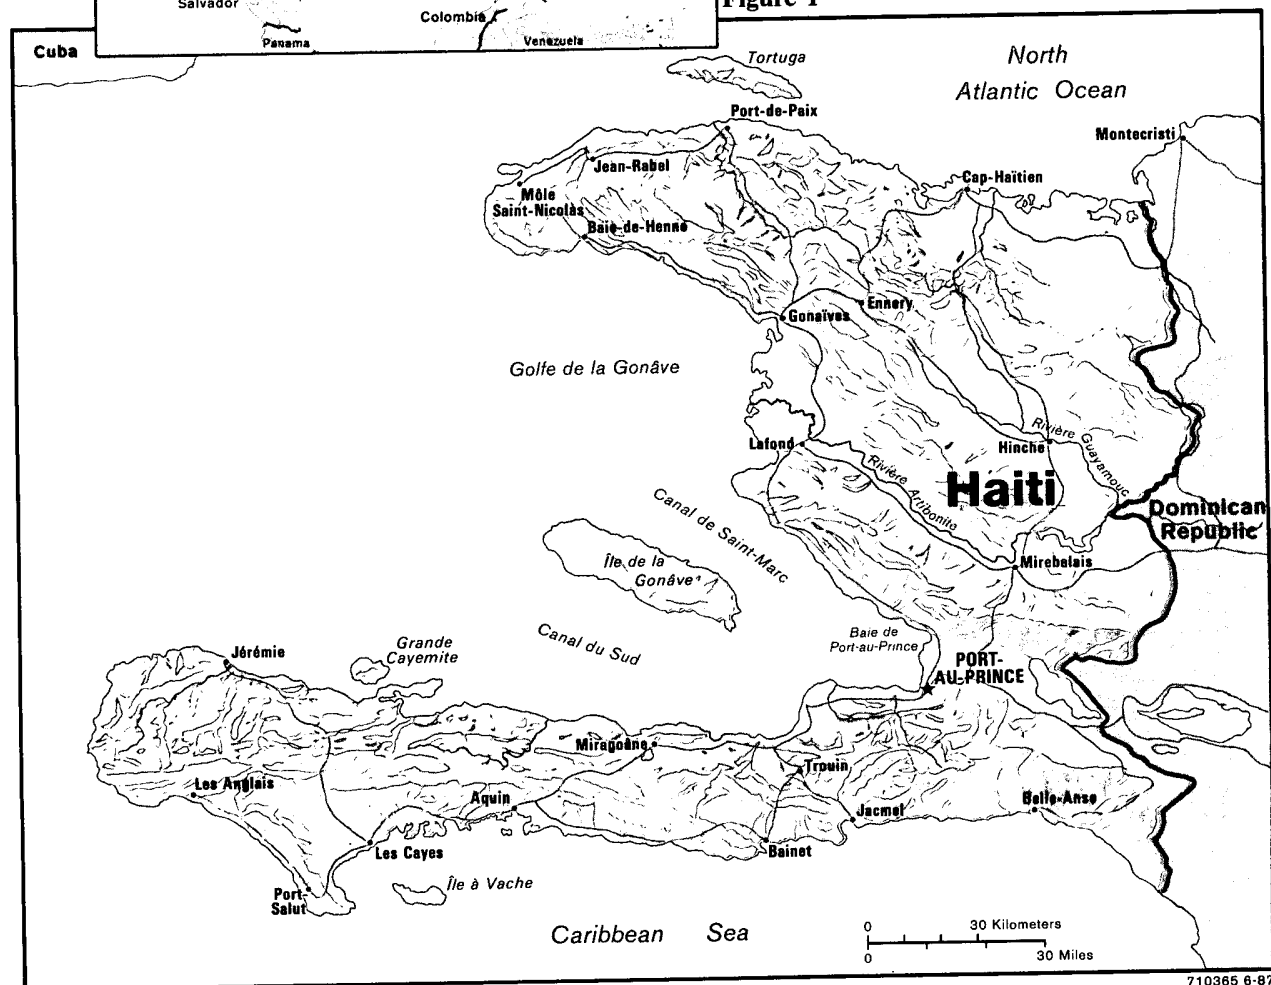 Figure 1
Salvador
Colombia
Panama
Venezuela
Cuba
Tortuga
North
Atlantic Ocean
Port-de-Paix
Montecristi
Jean-Rabel
Cap-Haïtien
Môle
Saint-Nicolas
Baie-de-Henne
Ennery
Gonaïves
Golfe de la Gonâve
Lafond
Rivière Guayamouc
Hinche
Rivière Artibonite
Haiti
Canal de Saint-Marc
Dominican
Republic
Île de la
Gonâve
Mirebalais
Canal du Sud
Baie de
Port-au-Prince
Grande
Cayemite
Jérémie
PORT-
AU-PRINCE
Miragoâne
Trouin
Les Anglais
Aquin
Jacmel
Belle-Anse
Les Cayes
Bainet
Île à Vache
Port-
Salut
Caribbean Sea
0 30 Kilometers
0 30 Miles
710365 6-87